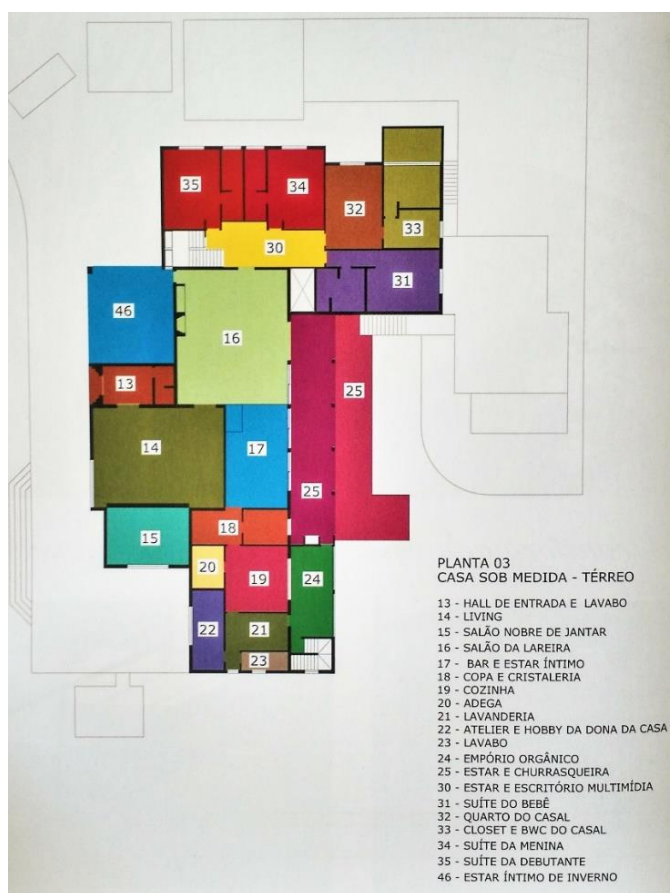 35
34
32
33
30
31
46
16
13
25
14
17
25
15
18
20
19
24
22
21
23
PLANTA 03
CASA SOB MEDIDA - TÉRREO
13 - HALL DE ENTRADA E LAVABO
14 - LIVING
15 - SALÃO NOBRE DE JANTAR
16 - SALÃO DA LAREIRA
17 - BAR E ESTAR ÍNTIMO
18 - COPA E CRISTALERIA
19 - COZINHA
20 - ADEGA
21 - LAVANDERIA
22 - ATELIER E HOBBY DA DONA DA CASA
23 - LAVABO
24 - EMPÓRIO ORGÂNICO
25 - ESTAR E CHURRASQUEIRA
30 - ESTAR E ESCRITÓRIO MULTIMÍDIA
31 - SUÍTE DO BEBÊ
32 - QUARTO DO CASAL
33 - CLOSET E BWC DO CASAL
34 - SUÍTE DA MENINA
35 - SUÍTE DA DEBUTANTE
46 - ESTAR ÍNTIMO DE INVERNO